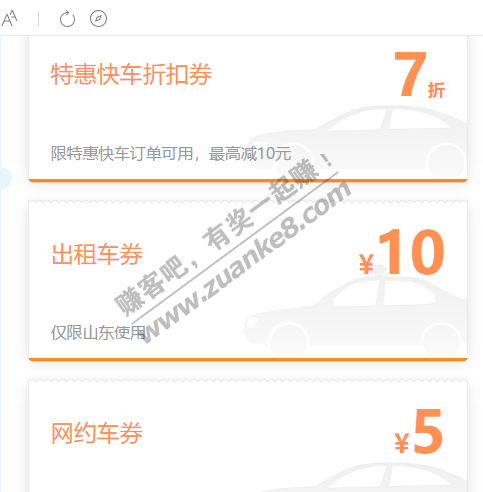 特惠快车折扣券
7折
限特惠快车订单可用，最高减10元
赚客吧，有奖一起赚！
www.zuanke8.com
出租车券
¥10
仅限山东使用
网约车券
¥5